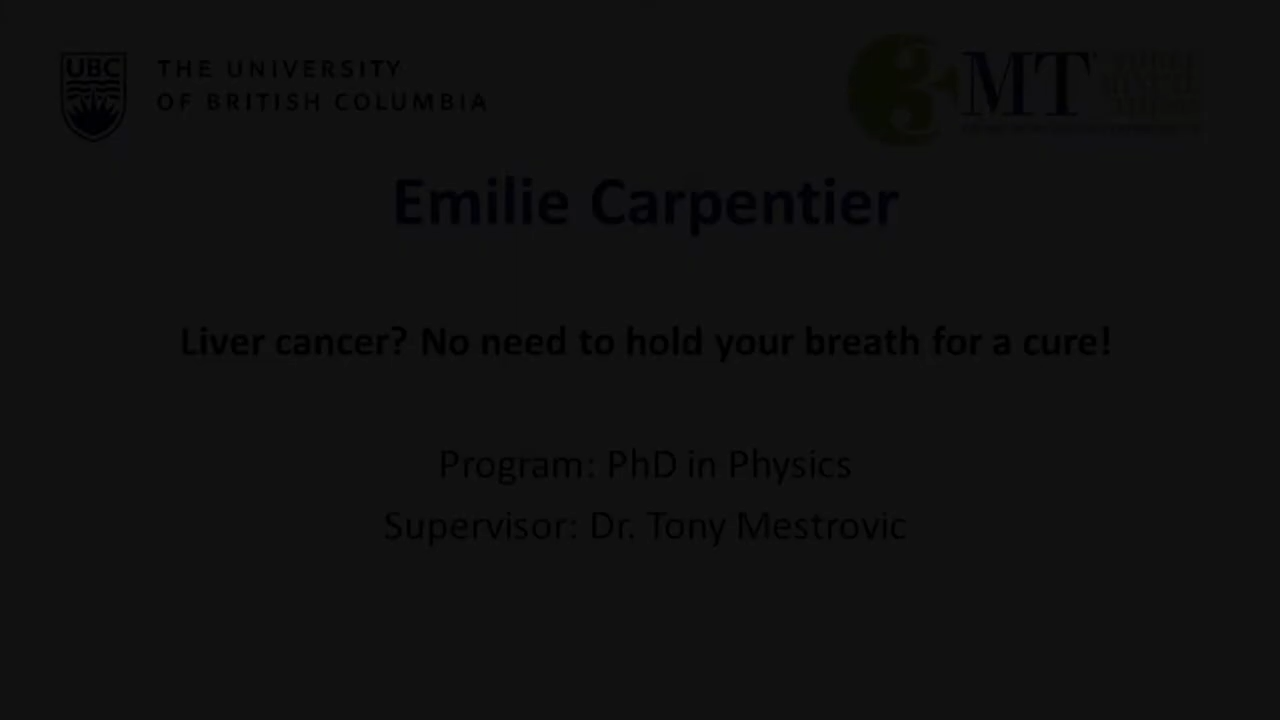 UBC
THE UNIVERSITY
OF BRITISH COLUMBIA
3MT
Emilie Carpentier
Liver cancer? No need to hold your breath for a cure!
Program: PhD in Physics
Supervisor: Dr. Tony Mestrovic